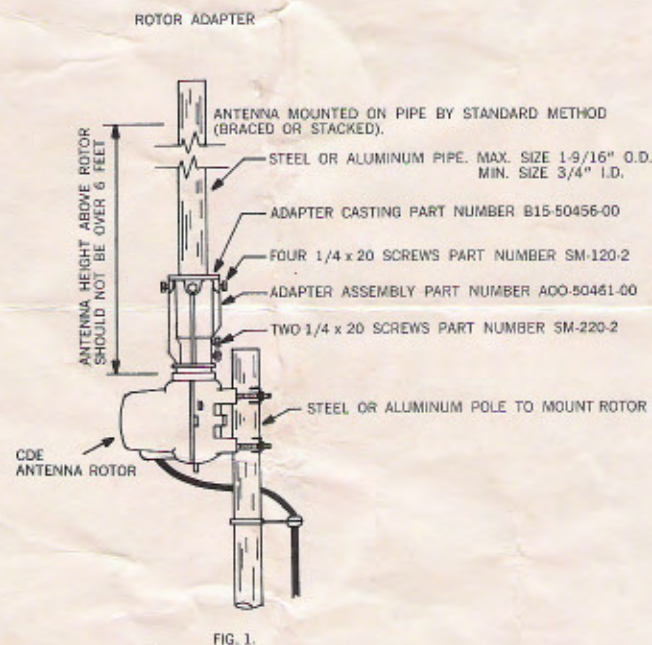 ROTOR ADAPTER
ANTENNA MOUNTED ON PIPE BY STANDARD METHOD
(BRACED OR STACKED).
STEEL OR ALUMINUM PIPE. MAX. SIZE 1-9/16" O.D.
MIN. SIZE 3/4" I.D.
ANTENNA HEIGHT ABOVE ROTOR
SHOULD NOT BE OVER 6 FEET
ADAPTER CASTING PART NUMBER B15-50456-00
FOUR 1/4 x 20 SCREWS PART NUMBER SM-120-2
ADAPTER ASSEMBLY PART NUMBER AOO-50461-00
TWO 1/4 x 20 SCREWS PART NUMBER SM-220-2
STEEL OR ALUMINUM POLE TO MOUNT ROTOR
CDE
ANTENNA ROTOR
FIG. 1.